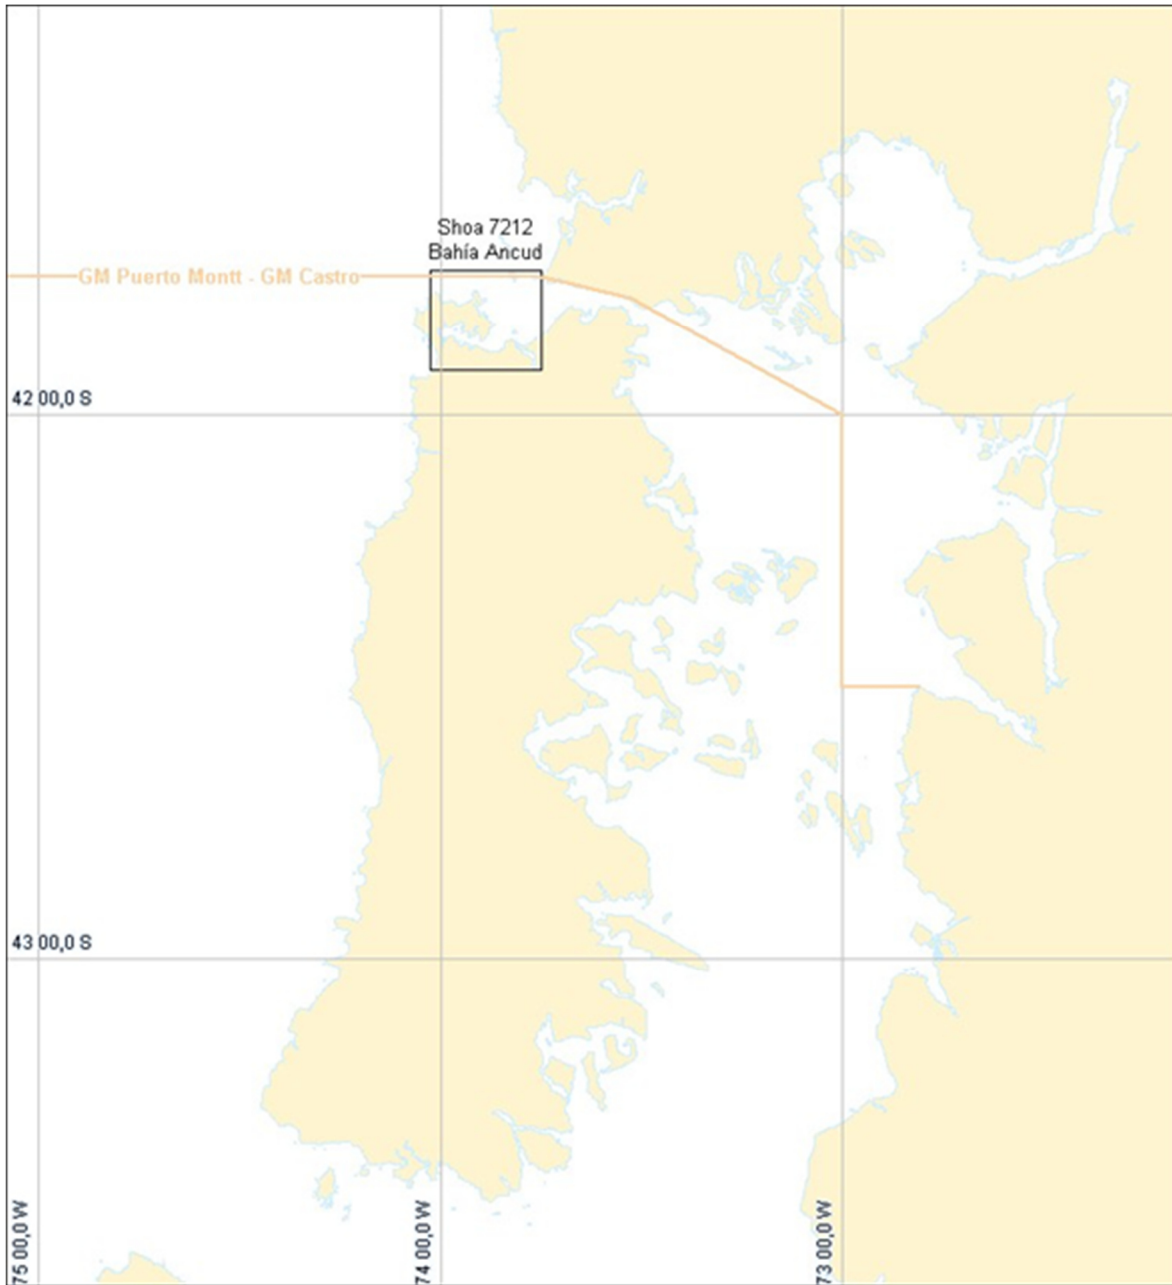 Shoa 7212
Bahía Ancud
GM Puerto Montt - GM Castro
42 00,0 S
43 00,0 S
75 00,0 W
74 00,0 W
73 00,0 W